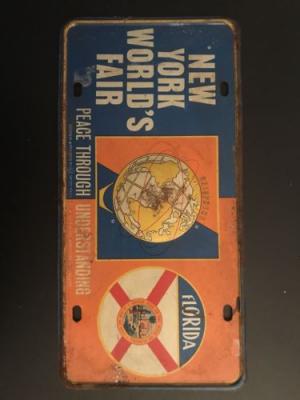 NEW
YORK
WORLD'S
FAIR
PEACE THROUGH UNDERSTANDING
FLORIDA